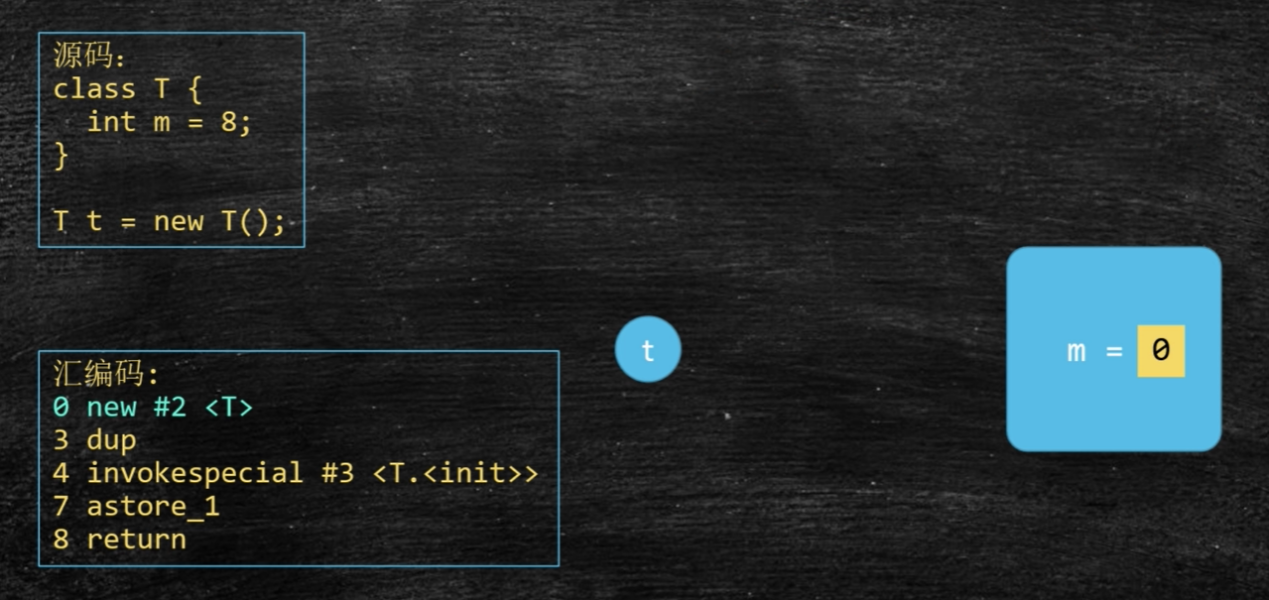 源码:
class T {
  int m = 8;
}
T t = new T();
汇编码:
0 new #2 <T>
3 dup
4 invokespecial #3 <T.<init>>
7 astore_1
8 return
t
m = 0